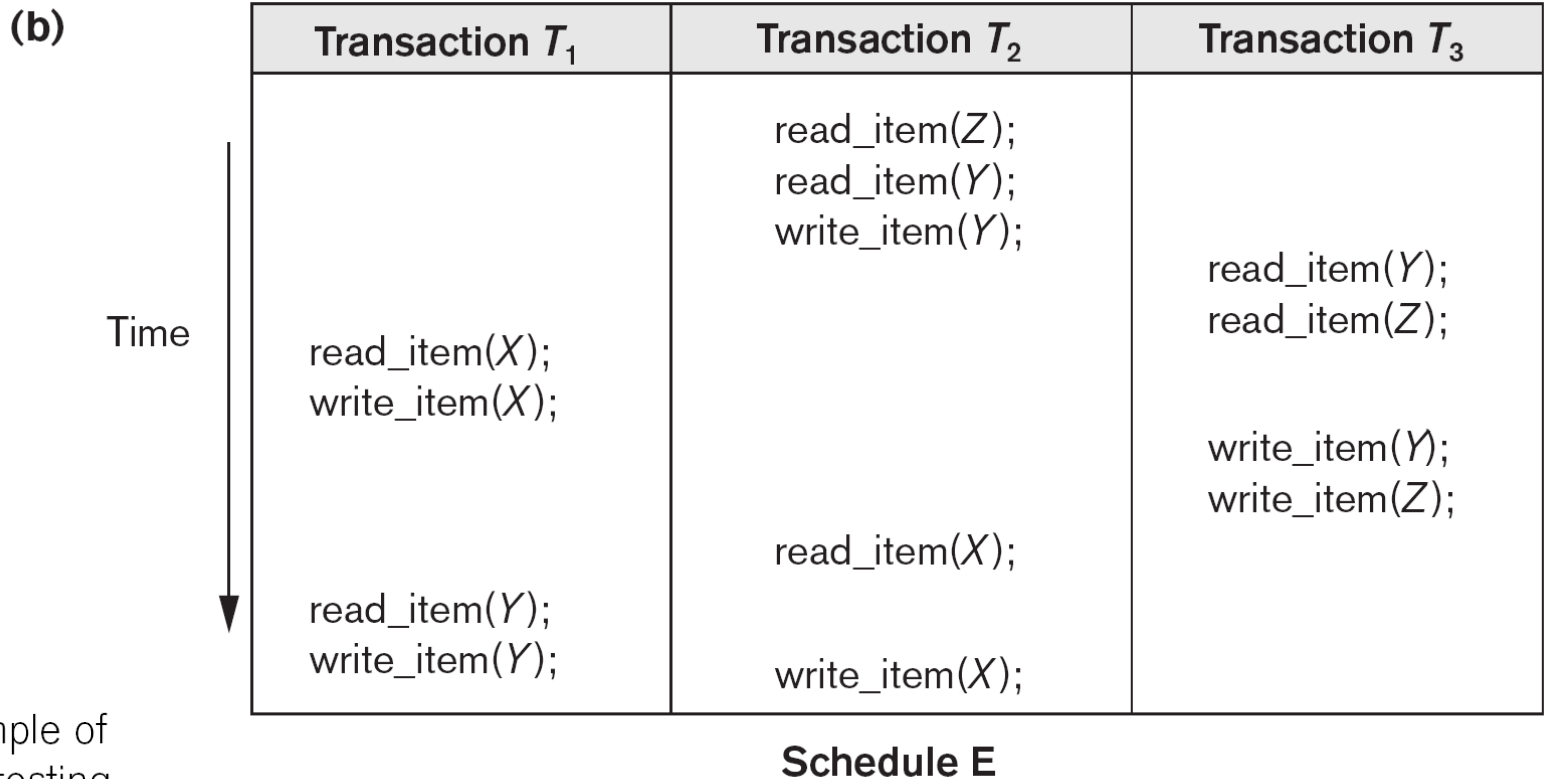 (b)
Transaction T1 Transaction T2 Transaction T3
read_item(Z);
read_item(Y);
write_item(Y);
read_item(Y);
read_item(Z);
Time
read_item(X);
write_item(X);
write_item(Y);
write_item(Z);
read_item(X);
read_item(Y);
write_item(Y);
write_item(X);
Schedule E
of